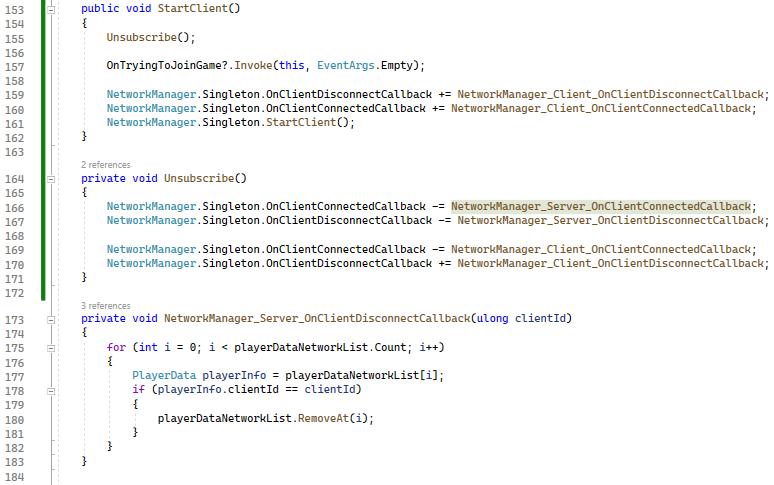 153 public void StartClient()
154 {
155 Unsubscribe();
156
157 OnTryingToJoinGame?.Invoke(this, EventArgs.Empty);
158
159 NetworkManager.Singleton.OnClientDisconnectCallback += NetworkManager_Client_OnClientDisconnectCallback;
160 NetworkManager.Singleton.OnClientConnectedCallback += NetworkManager_Client_OnClientConnectedCallback;
161 NetworkManager.Singleton.StartClient();
162 }
163
2 references
164 private void Unsubscribe()
165 {
166 NetworkManager.Singleton.OnClientConnectedCallback -= NetworkManager_Server_OnClientConnectedCallback;
167 NetworkManager.Singleton.OnClientDisconnectCallback -= NetworkManager_Server_OnClientDisconnectCallback;
168
169 NetworkManager.Singleton.OnClientConnectedCallback -= NetworkManager_Client_OnClientConnectedCallback;
170 NetworkManager.Singleton.OnClientDisconnectCallback += NetworkManager_Client_OnClientDisconnectCallback;
171 }
172
3 references
173 private void NetworkManager_Server_OnClientDisconnectCallback(ulong clientId)
174 {
175 for (int i = 0; i < playerDataNetworkList.Count; i++)
176 {
177 PlayerData playerInfo = playerDataNetworkList[i];
178 if (playerInfo.clientId == clientId)
179 {
180 playerDataNetworkList.RemoveAt(i);
181 }
182 }
183 }
184